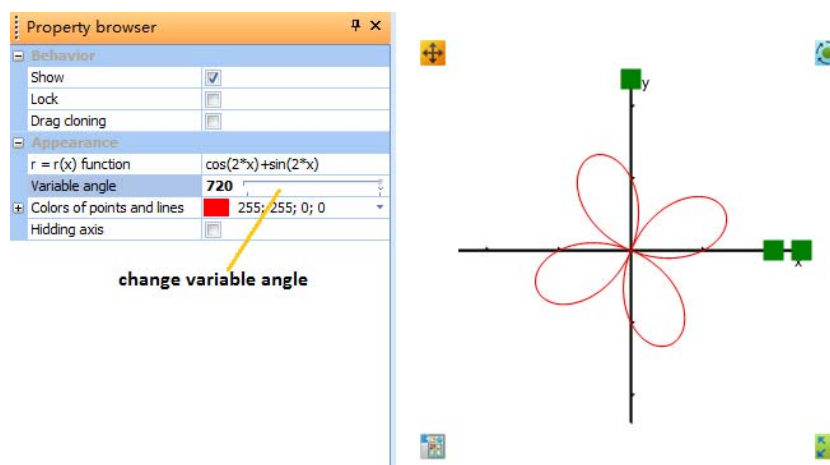 Property browser
Behavior
Show
Lock
Drag cloning
Appearance
r = r(x) function cos(2*x)+sin(2*x)
Variable angle 720
Colors of points and lines 255; 255; 0; 0
Hidding axis
change variable angle
y
x